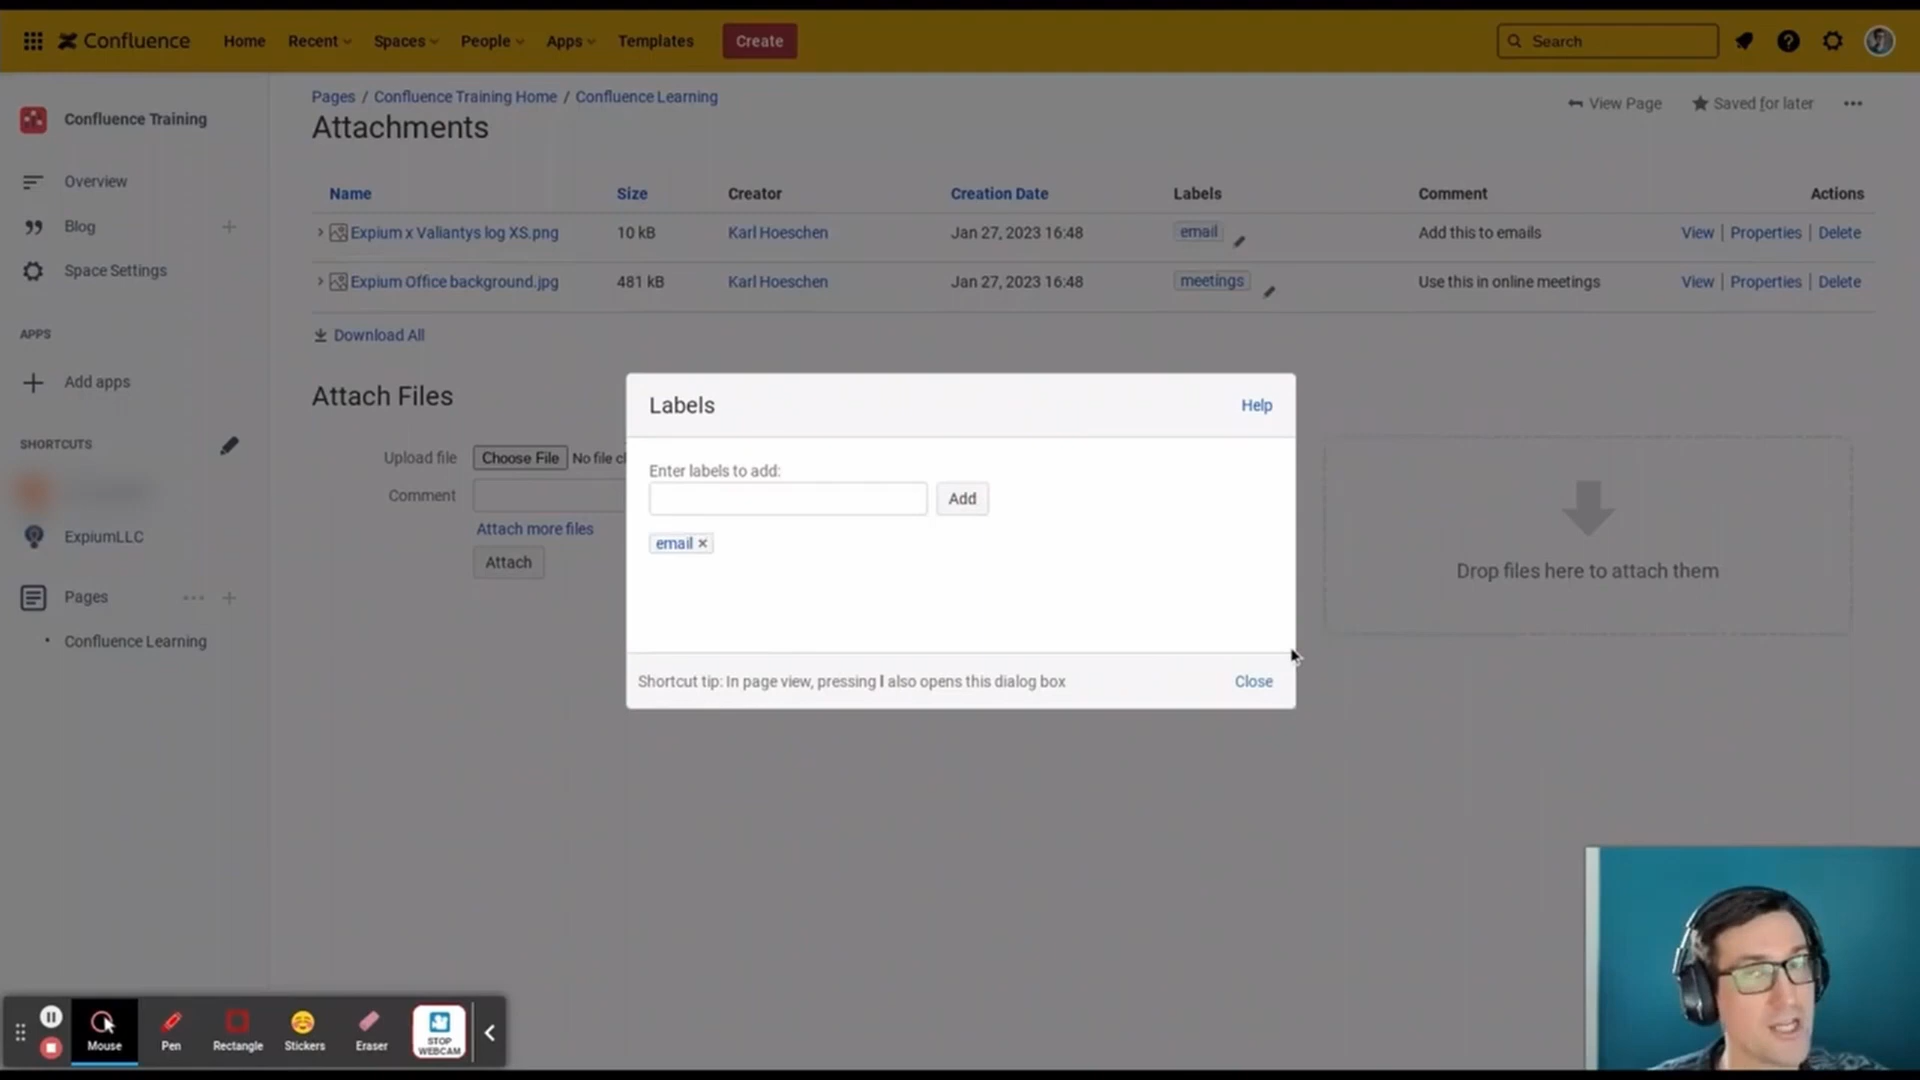 Confluence Home Recent Spaces People Apps Templates Create Search
Confluence Training
Overview
Blog
Space Settings
APPS
Add apps
SHORTCUTS
ExpiumLLC
Pages
Confluence Learning
Pages / Confluence Training Home / Confluence Learning
View Page Saved for later
Attachments
Name Size Creator Creation Date Labels Comment Actions
Expium x Valiantys log XS.png 10 kB Karl Hoeschen Jan 27, 2023 16:48 email Add this to emails View | Properties | Delete
Expium Office background.jpg 481 kB Karl Hoeschen Jan 27, 2023 16:48 meetings Use this in online meetings View | Properties | Delete
Download All
Attach Files
Upload file Choose File No file
Comment
Attach more files
Attach
Labels Help
Enter labels to add:
Add
email ×
Shortcut tip: In page view, pressing l also opens this dialog box Close
Drop files here to attach them
Mouse Pen Rectangle Stickers Eraser STOP
WEBCAM